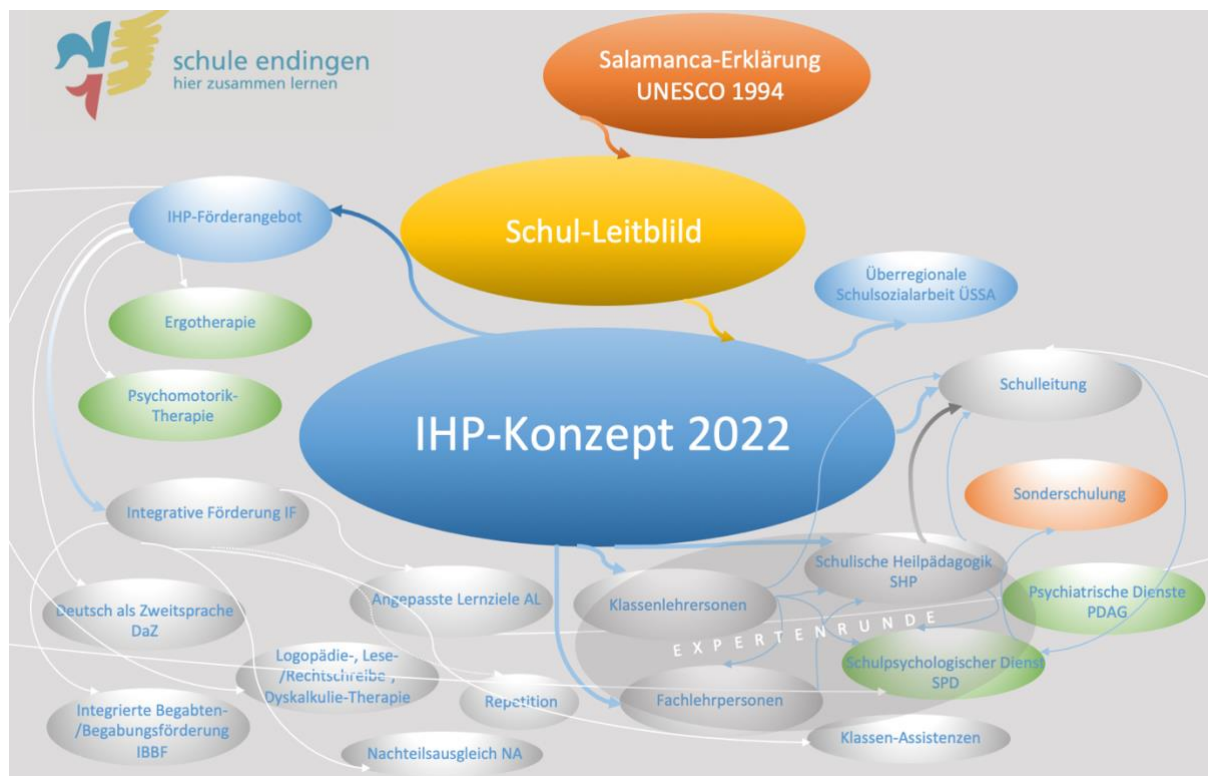 schule endingen
hier zusammen lernen
Salamanca-Erklärung
UNESCO 1994
IHP-Förderangebot
Schul-Leitblild
Überregionale
Schulsozialarbeit ÜSSA
Ergotherapie
Schulleitung
Psychomotorik-
Therapie
IHP-Konzept 2022
Sonderschulung
Integrative Förderung IF
Schulische Heilpädagogik
SHP
Deutsch als Zweitsprache
DaZ
Angepasste Lernziele AL
Klassenlehrersonen
Psychiatrische Dienste
PDAG
EXPERTENRUNDE
Logopädie-, Lese-
/Rechtschreibe-,
Dyskalkulie-Therapie
Schulpsychologischer Dienst
SPD
Repetition
Fachlehrpersonen
Integrierte Begabten-
/Begabungsförderung
IBBF
Nachteilsausgleich NA
Klassen-Assistenzen